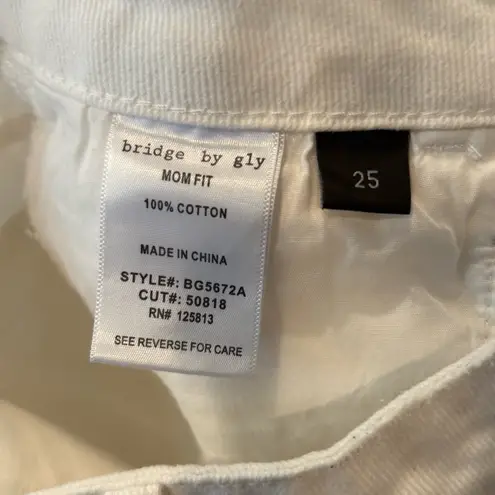 bridge by gly
MOM FIT
100% COTTON
MADE IN CHINA
STYLE#: BG5672A
CUT#: 50818
RN# 125813
SEE REVERSE FOR CARE
25